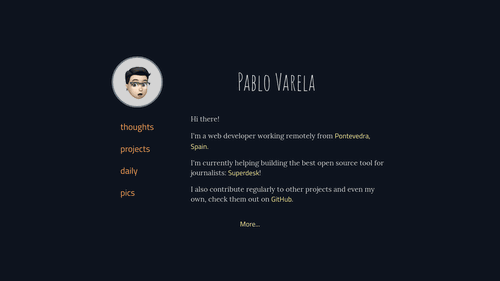 Pablo Varela
thoughts
projects
daily
pics
Hi there!
I'm a web developer working remotely from Pontevedra,
Spain.
I'm currently helping building the best open source tool for
journalists: Superdesk!
I also contribute regularly to other projects and even my
own, check them out on GitHub.
More...